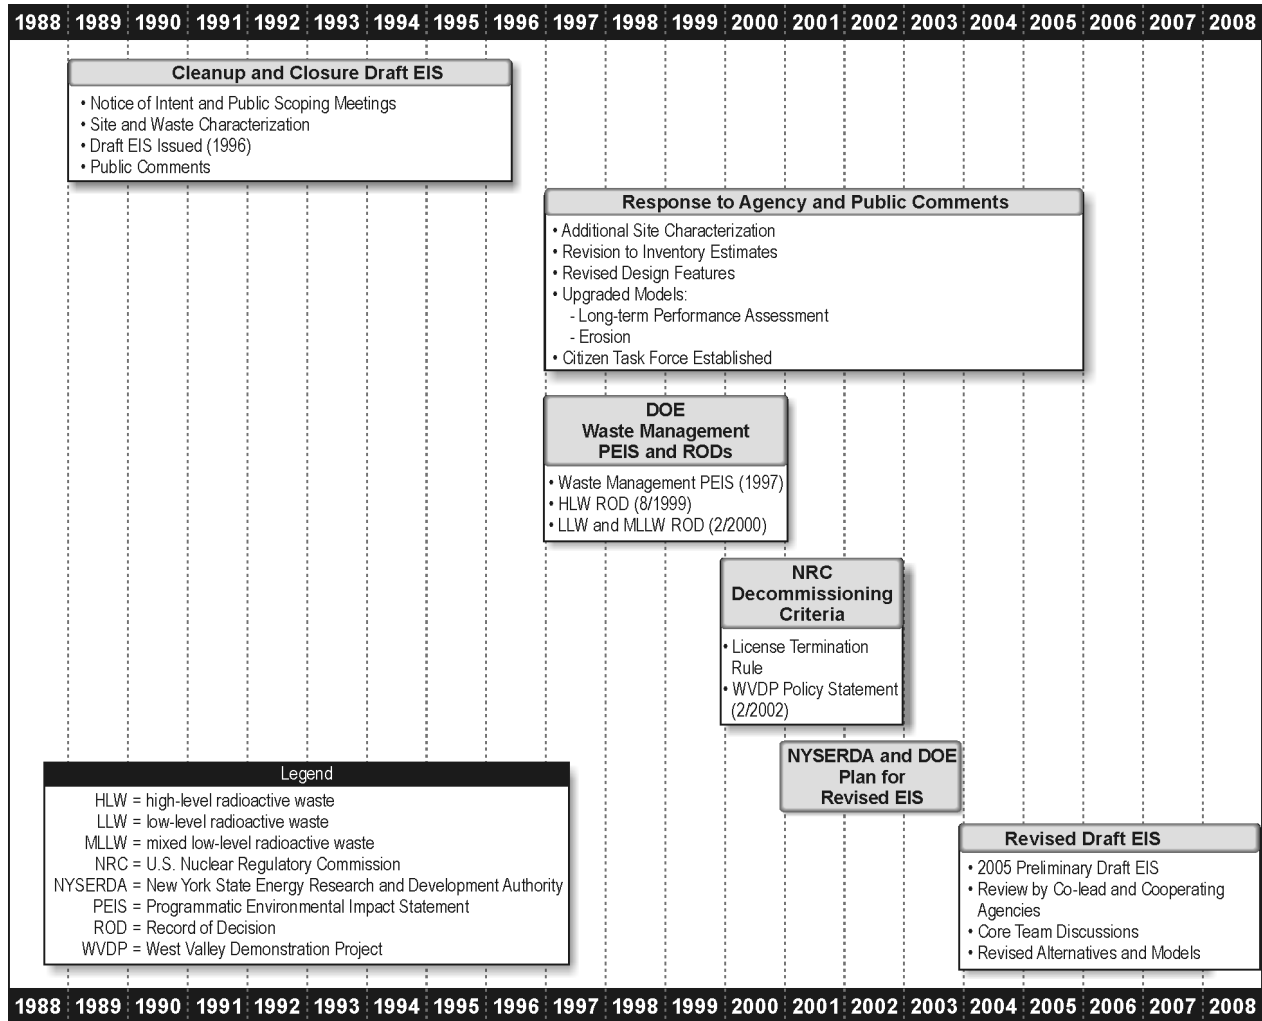 1988 1989 1990 1991 1992 1993 1994 1995 1996 1997 1998 1999 2000 2001 2002 2003 2004 2005 2006 2007 2008
Cleanup and Closure Draft EIS
• Notice of Intent and Public Scoping Meetings
• Site and Waste Characterization
• Draft EIS Issued (1996)
• Public Comments
Response to Agency and Public Comments
• Additional Site Characterization
• Revision to Inventory Estimates
• Revised Design Features
• Upgraded Models:
- Long-term Performance Assessment
- Erosion
• Citizen Task Force Established
DOE
Waste Management
PEIS and RODs
• Waste Management PEIS (1997)
• HLW ROD (8/1999)
• LLW and MLLW ROD (2/2000)
NRC
Decommissioning
Criteria
• License Termination
Rule
• WVDP Policy Statement
(2/2002)
NYSERDA and DOE
Plan for
Revised EIS
Revised Draft EIS
• 2005 Preliminary Draft EIS
• Review by Co-lead and Cooperating
Agencies
• Core Team Discussions
• Revised Alternatives and Models
Legend
HLW = high-level radioactive waste
LLW = low-level radioactive waste
MLLW = mixed low-level radioactive waste
NRC = U.S. Nuclear Regulatory Commission
NYSERDA = New York State Energy Research and Development Authority
PEIS = Programmatic Environmental Impact Statement
ROD = Record of Decision
WVDP = West Valley Demonstration Project
1988 1989 1990 1991 1992 1993 1994 1995 1996 1997 1998 1999 2000 2001 2002 2003 2004 2005 2006 2007 2008